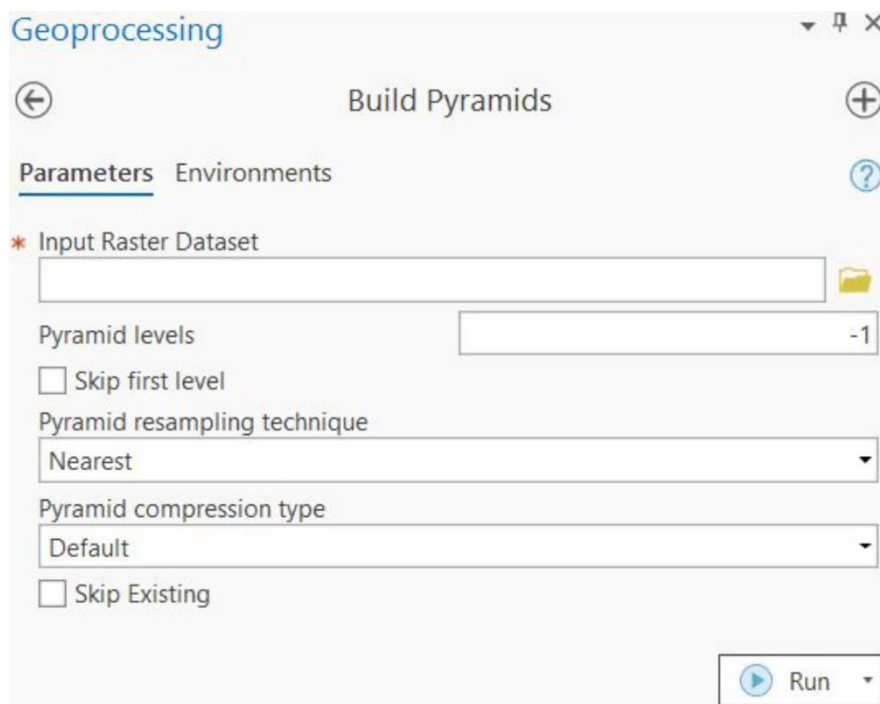 Geoprocessing
Build Pyramids
Parameters Environments
* Input Raster Dataset
Pyramid levels -1
Skip first level
Pyramid resampling technique
Nearest
Pyramid compression type
Default
Skip Existing
Run